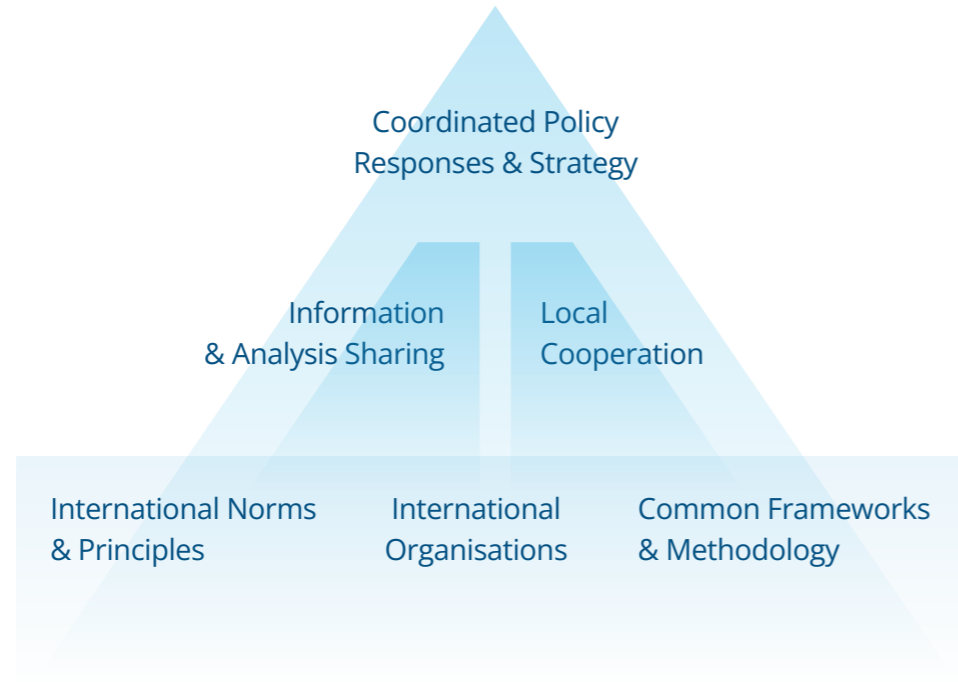 Coordinated Policy
Responses & Strategy
Information
& Analysis Sharing
Local
Cooperation
International Norms
& Principles
International
Organisations
Common Frameworks
& Methodology